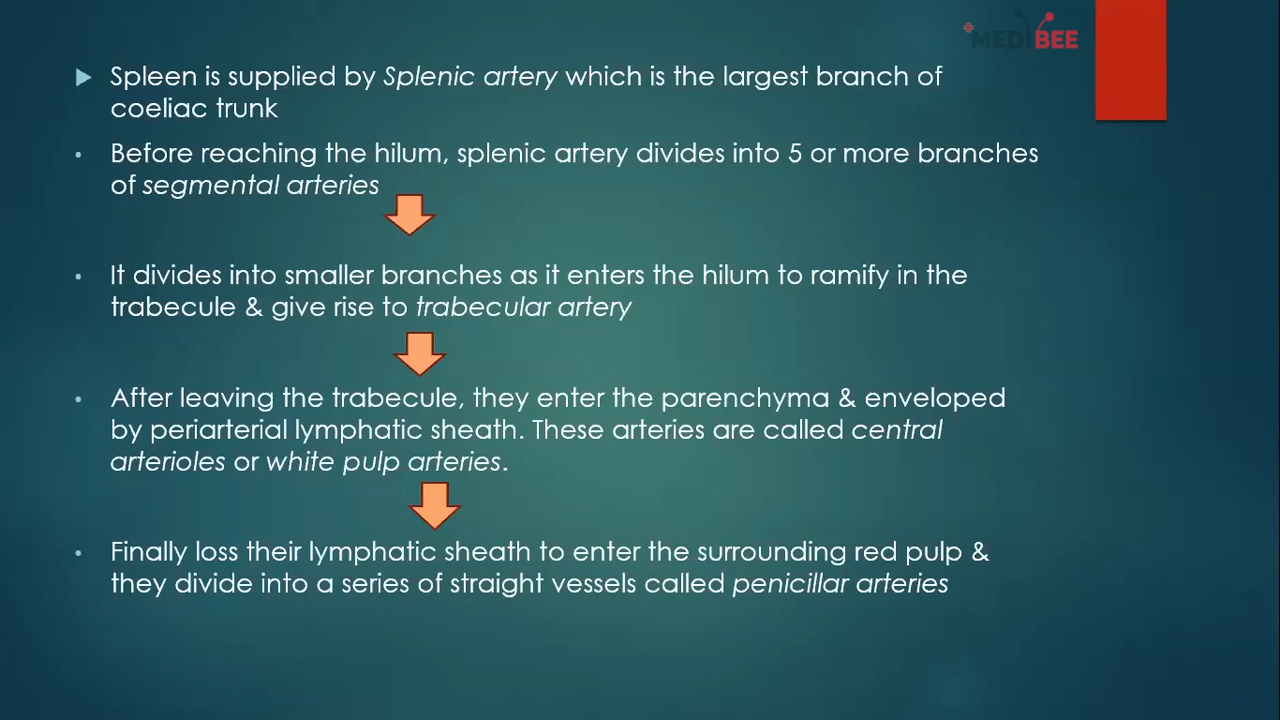 MEDIBEE
Spleen is supplied by Splenic artery which is the largest branch of
coeliac trunk
Before reaching the hilum, splenic artery divides into 5 or more branches
of segmental arteries
It divides into smaller branches as it enters the hilum to ramify in the
trabecule & give rise to trabecular artery
After leaving the trabecule, they enter the parenchyma & enveloped
by periarterial lymphatic sheath. These arteries are called central
arterioles or white pulp arteries.
Finally loss their lymphatic sheath to enter the surrounding red pulp &
they divide into a series of straight vessels called penicillar arteries